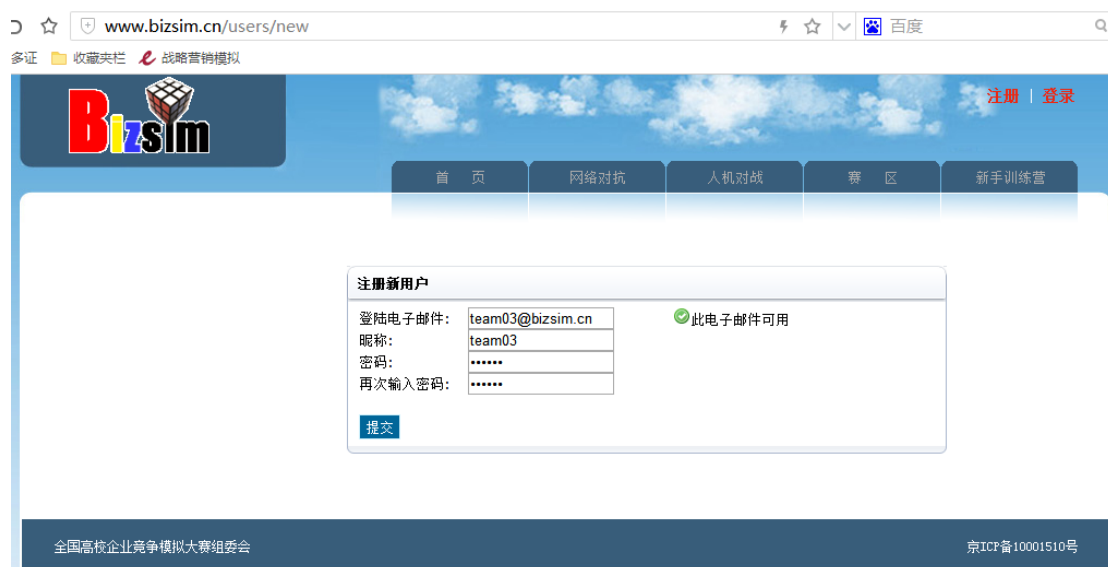 www.bizsim.cn/users/new 百度
多证 收藏夹栏 战略营销模拟
Bizsim
注册 | 登录
首 页 网络对抗 人机对战 赛 区 新手训练营
注册新用户
登陆电子邮件: team03@bizsim.cn 此电子邮件可用
昵称: team03
密码: ••••••
再次输入密码: ••••••
提交
全国高校企业竞争模拟大赛组委会 京ICP备10001510号